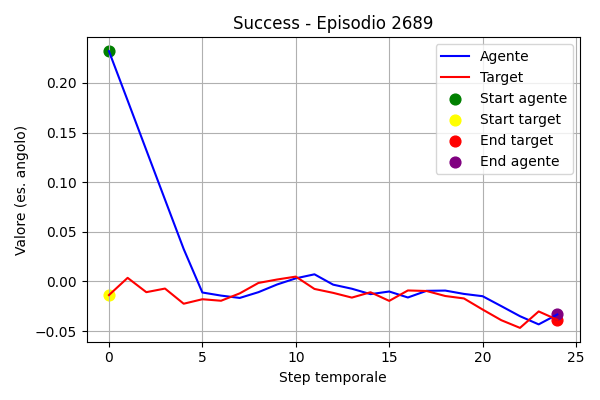 Success - Episodio 2689
Agente
Target
Start agente
Start target
End target
End agente
Valore (es. angolo)
0.20
0.15
0.10
0.05
0.00
−0.05
0 5 10 15 20 25
Step temporale